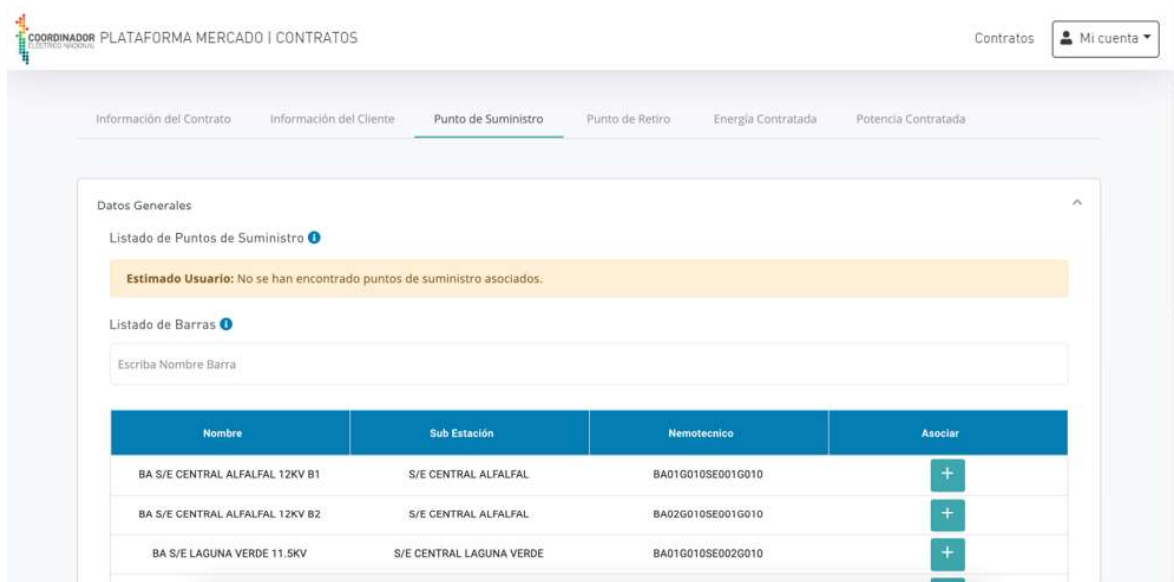 COORDINADOR
ELÉCTRICO NACIONAL
PLATAFORMA MERCADO | CONTRATOS
Contratos
Mi cuenta
Información del Contrato Información del Cliente Punto de Suministro Punto de Retiro Energía Contratada Potencia Contratada
Datos Generales
Listado de Puntos de Suministro
Estimado Usuario: No se han encontrado puntos de suministro asociados.
Listado de Barras
Escriba Nombre Barra
Nombre Sub Estación Nemotecnico Asociar
BA S/E CENTRAL ALFALFAL 12KV B1 S/E CENTRAL ALFALFAL BA01G010SE001G010 +
BA S/E CENTRAL ALFALFAL 12KV B2 S/E CENTRAL ALFALFAL BA02G010SE001G010 +
BA S/E LAGUNA VERDE 11.5KV S/E CENTRAL LAGUNA VERDE BA01G010SE002G010 +